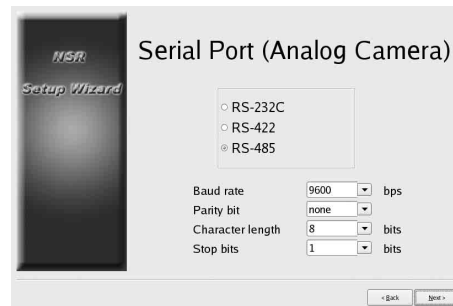 NSR
Setup Wizard
Serial Port (Analog Camera)
RS-232C
RS-422
RS-485
Baud rate 9600 bps
Parity bit none
Character length 8 bits
Stop bits 1 bits
< Back Next >